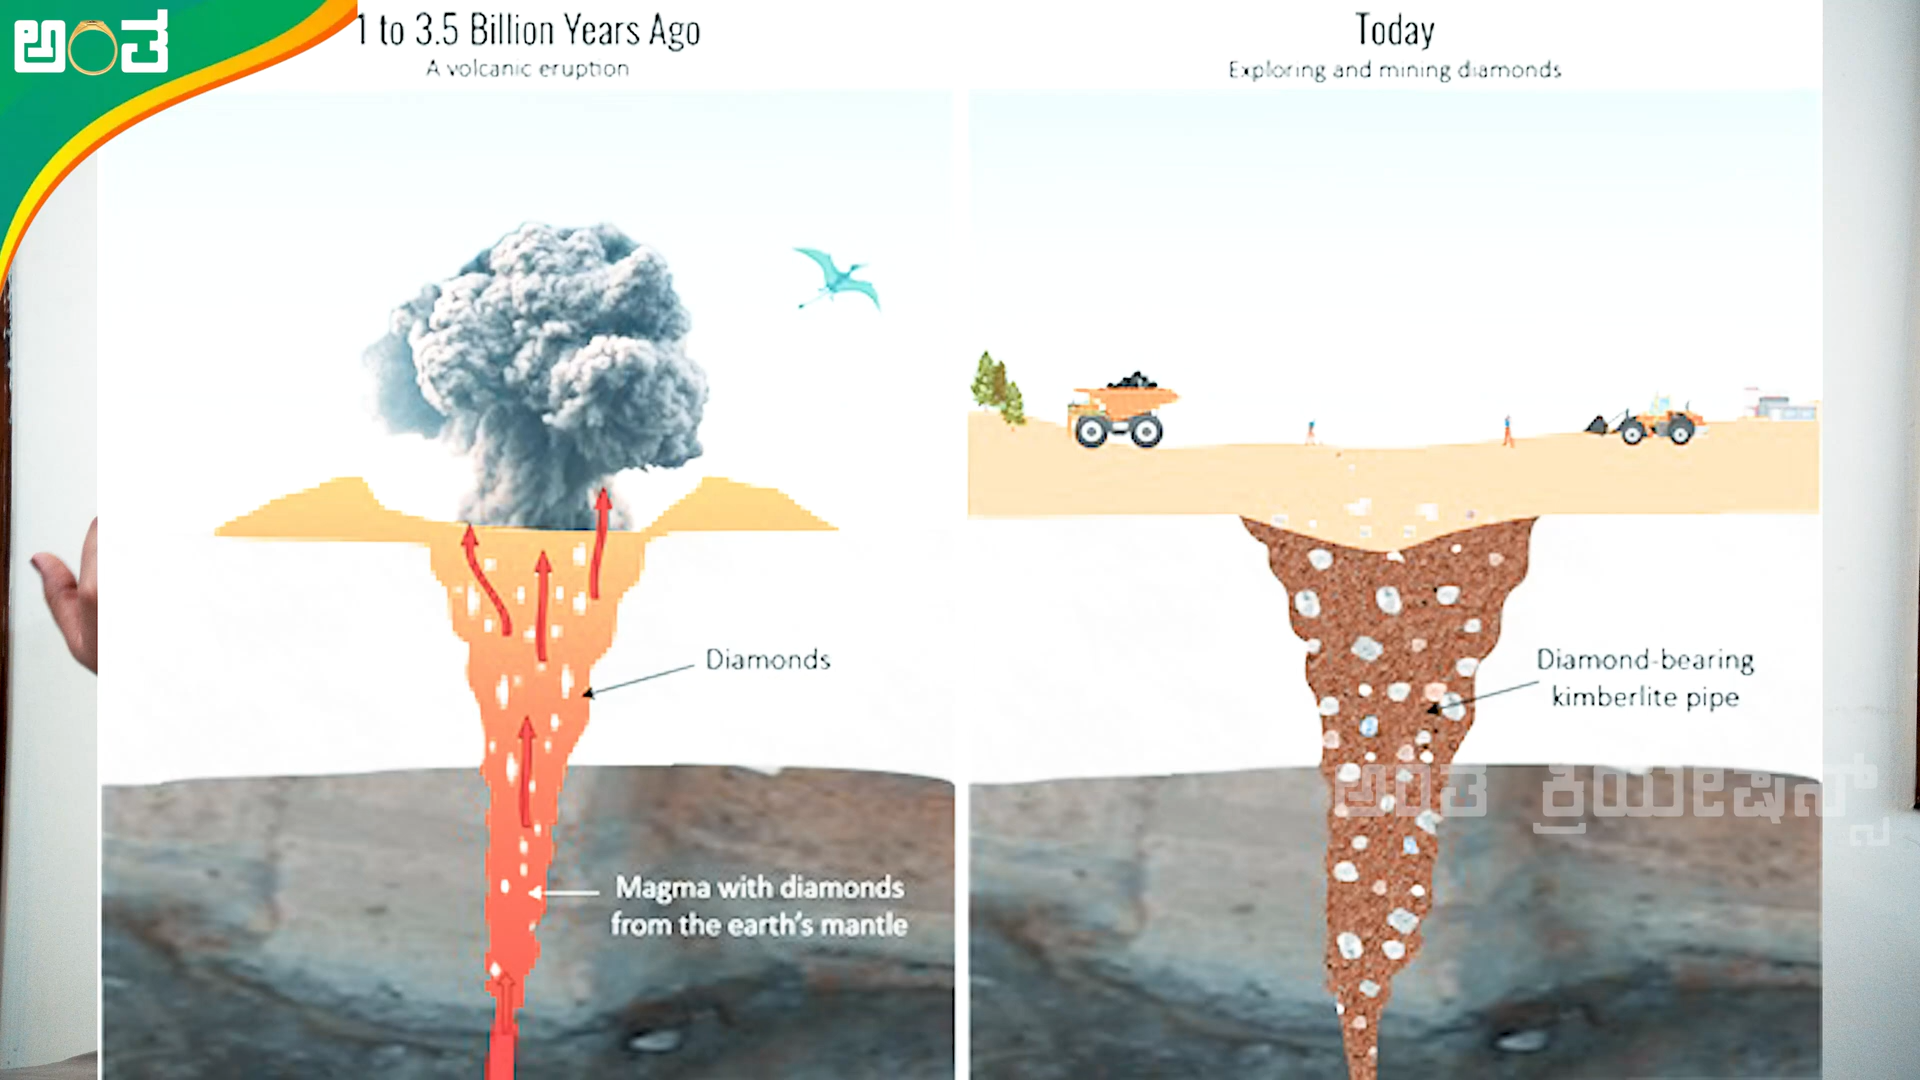 ಅಂತ
1 to 3.5 Billion Years Ago
A volcanic eruption
Today
Exploring and mining diamonds
Diamonds
Diamond-bearing
kimberlite pipe
ಅಂತ ಕ್ರಿಯೇಷನ್ಸ್
Magma with diamonds
from the earth's mantle